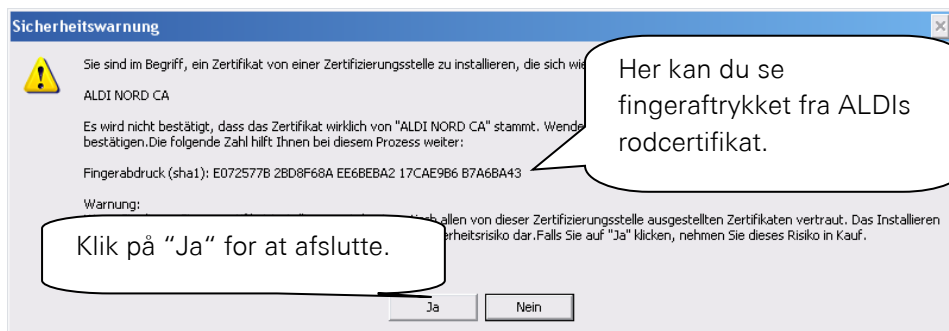 Sicherheitswarnung
Sie sind im Begriff, ein Zertifikat von einer Zertifizierungsstelle zu installieren, die sich
ALDI NORD CA
Es wird nicht bestätigt, dass das Zertifikat wirklich von "ALDI NORD CA" stammt.
bestätigen.Die folgende Zahl hilft Ihnen bei diesem Prozess weiter:
Fingerabdruck (sha1): E072577B 2BD8F68A EE6BEBA2 17CAE9B6 B7A6BA43
Warnung:
allen von dieser Zertifizierungsstelle ausgestellten Zertifikaten vertraut. Das Installieren
dar.Falls Sie auf "Ja" klicken, nehmen Sie dieses Risiko in Kauf.
Her kan du se
fingeraftrykket fra ALDIs
rodcertifikat.
Klik på “Ja“ for at afslutte.
Ja
Nein